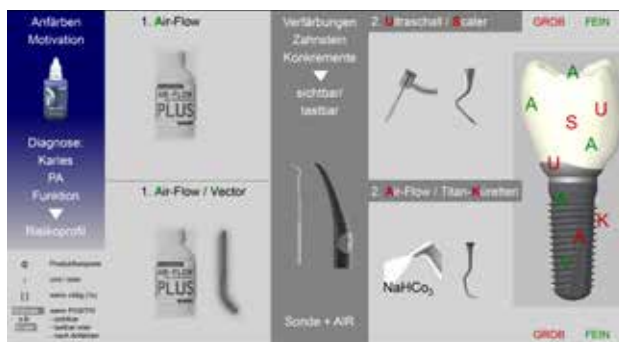 Anfärben
Motivation
Diagnose:
Karies
PA
Funktion
Risikoprofil
1. Air-Flow
AIR-FLOW
PLUS
1. Air-Flow / Vector
AIR-FLOW
PLUS
Verfärbungen
Zahnstein
Konkremente
sichtbar/
tastbar
Sonde + AIR
2. Ultraschall / Scaler
2. Air-Flow / Titan-Küretten
NaHCo3
GROB FEIN
A
A
U
S
A
U
A
K
A
GROB FEIN